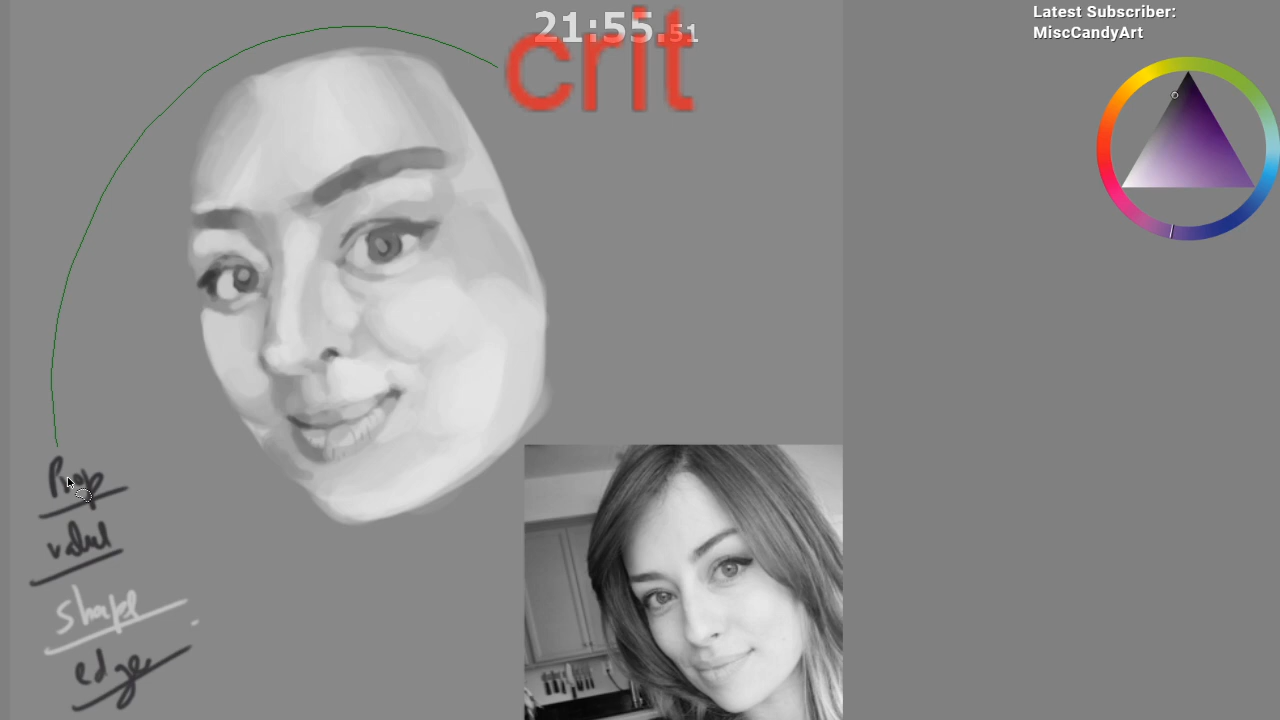 21:55.51
crit
Latest Subscriber:
MiscCandyArt
Prop
value
shape
edge